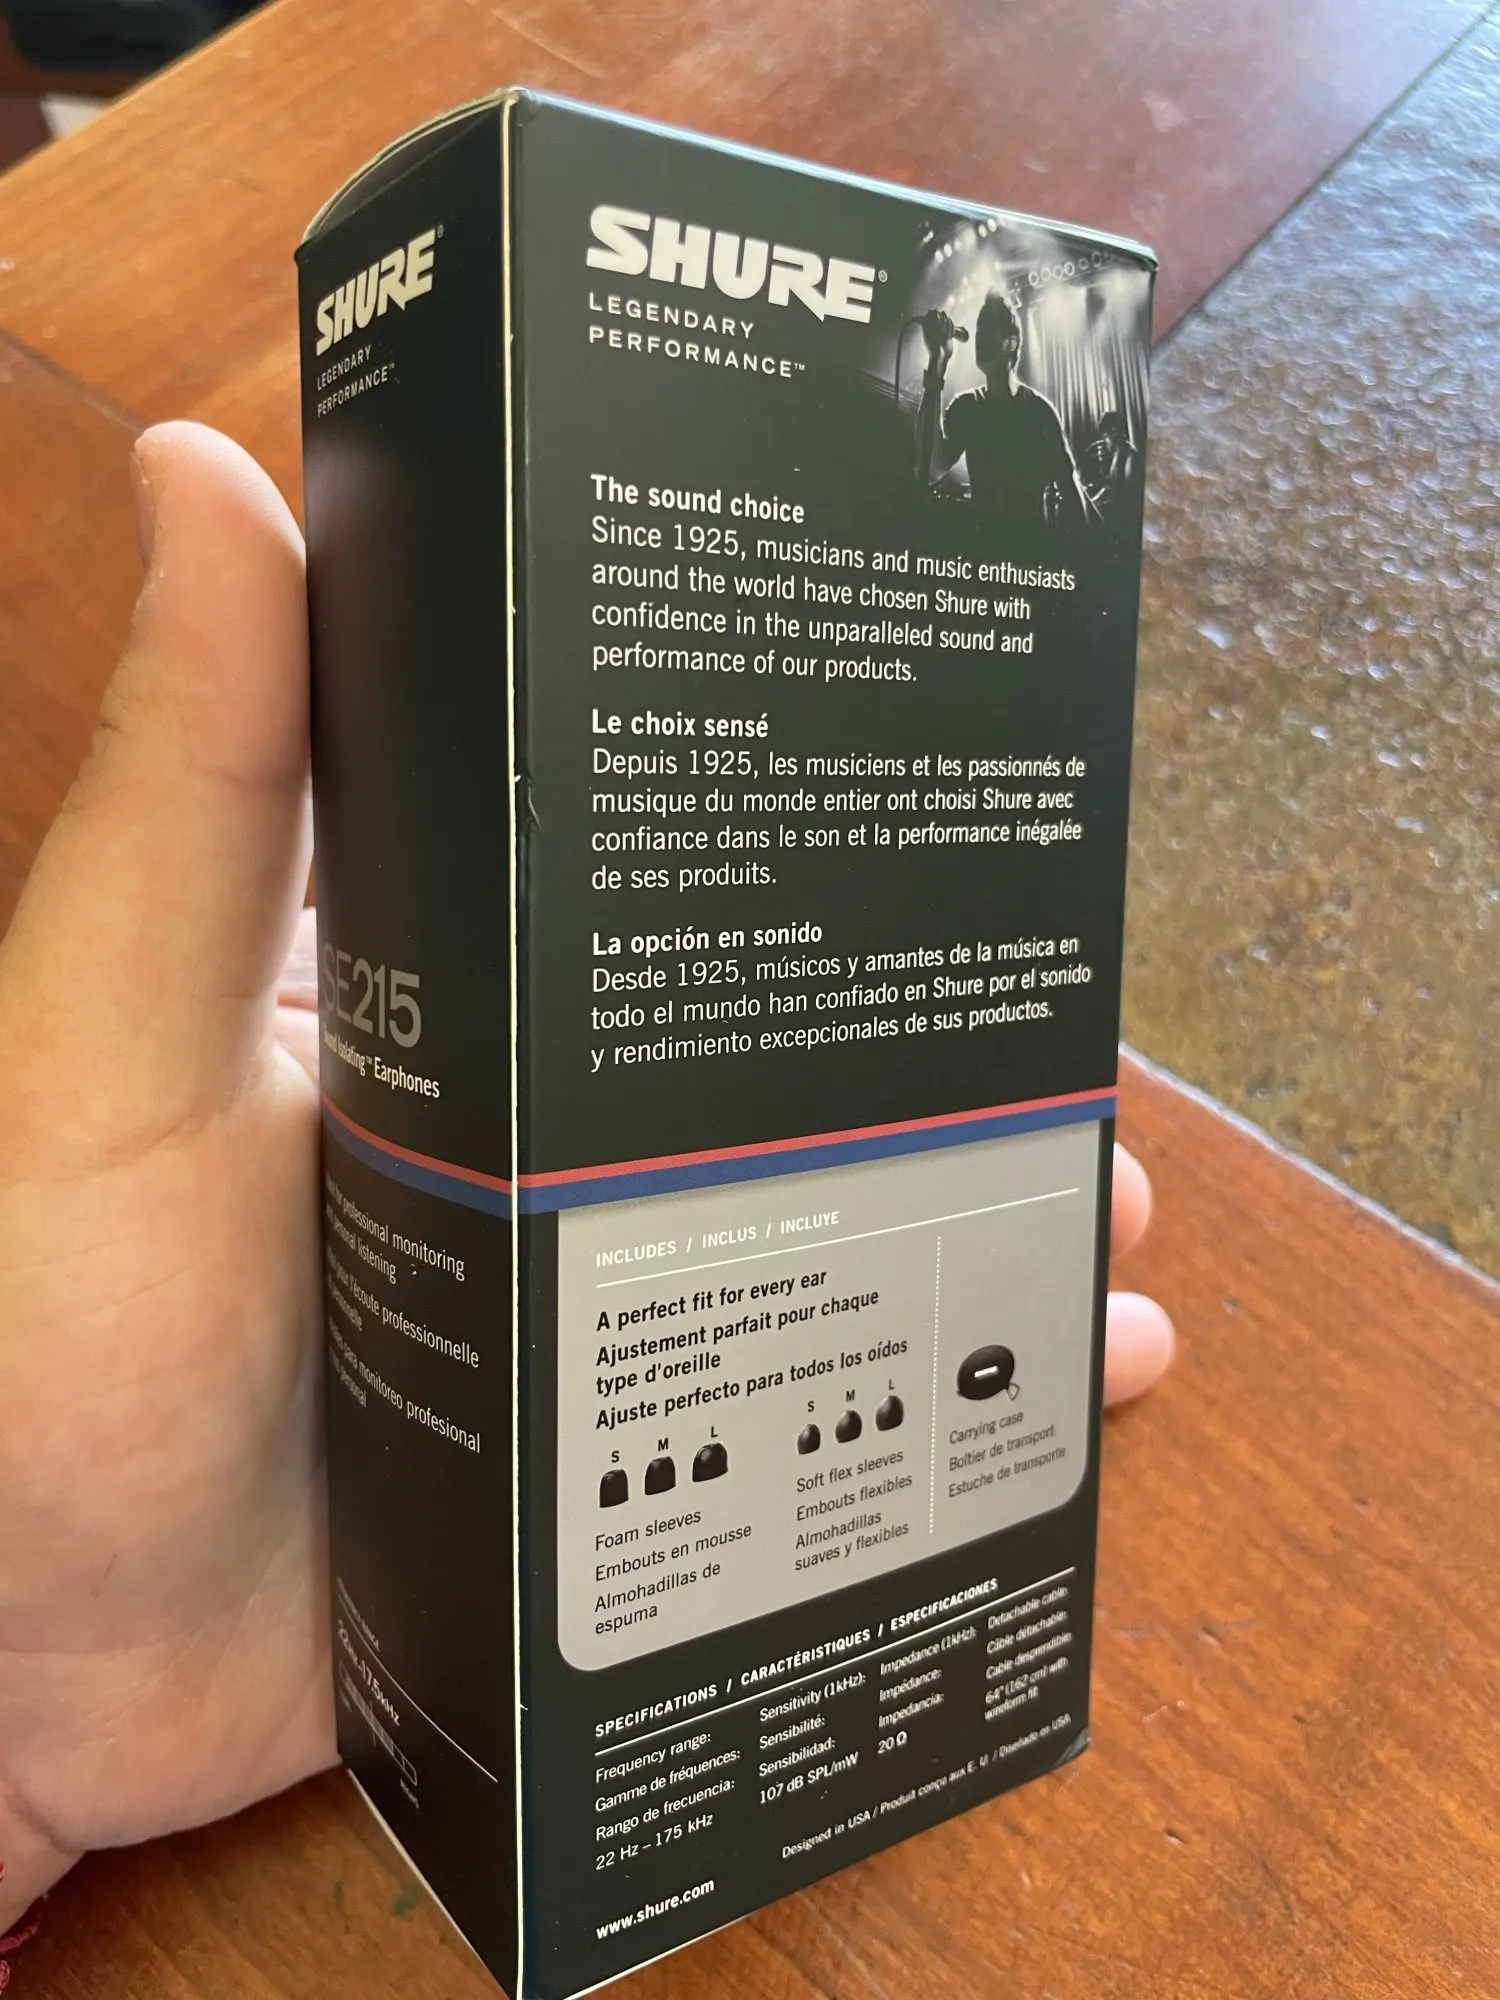 SHURE®
LEGENDARY
PERFORMANCE™
SE215
Isolating™ Earphones
professional monitoring
listening
l'écoute professionnelle
para monitoreo profesional
22Hz-17.5kHz
SHURE®
LEGENDARY
PERFORMANCE™
The sound choice
Since 1925, musicians and music enthusiasts
around the world have chosen Shure with
confidence in the unparalleled sound and
performance of our products.
Le choix sensé
Depuis 1925, les musiciens et les passionnés de
musique du monde entier ont choisi Shure avec
confiance dans le son et la performance inégalée
de ses produits.
La opción en sonido
Desde 1925, músicos y amantes de la música en
todo el mundo han confiado en Shure por el sonido
y rendimiento excepcionales de sus productos.
INCLUDES / INCLUS / INCLUYE
A perfect fit for every ear
Ajustement parfait pour chaque
type d'oreille
Ajuste perfecto para todos los oídos
S M L
Foam sleeves
Embouts en mousse
Almohadillas de
espuma
S M L
Soft flex sleeves
Embouts flexibles
Almohadillas
suaves y flexibles
Carrying case
Boîtier de transport
Estuche de transporte
SPECIFICATIONS / CARACTÉRISTIQUES / ESPECIFICACIONES
Frequency range:
Gamme de fréquences:
Rango de frecuencia:
22 Hz – 17.5 kHz
Sensitivity (1kHz):
Sensibilité:
Sensibilidad:
107 dB SPL/mW
Impedance (1kHz):
Impédance:
Impedancia:
20 Ω
Detachable cable:
Câble détachable:
Cable desprendible:
64" (162 cm) with
wireform fit
Designed in USA / Produit conçu aux E. U. / Diseñado en USA
www.shure.com